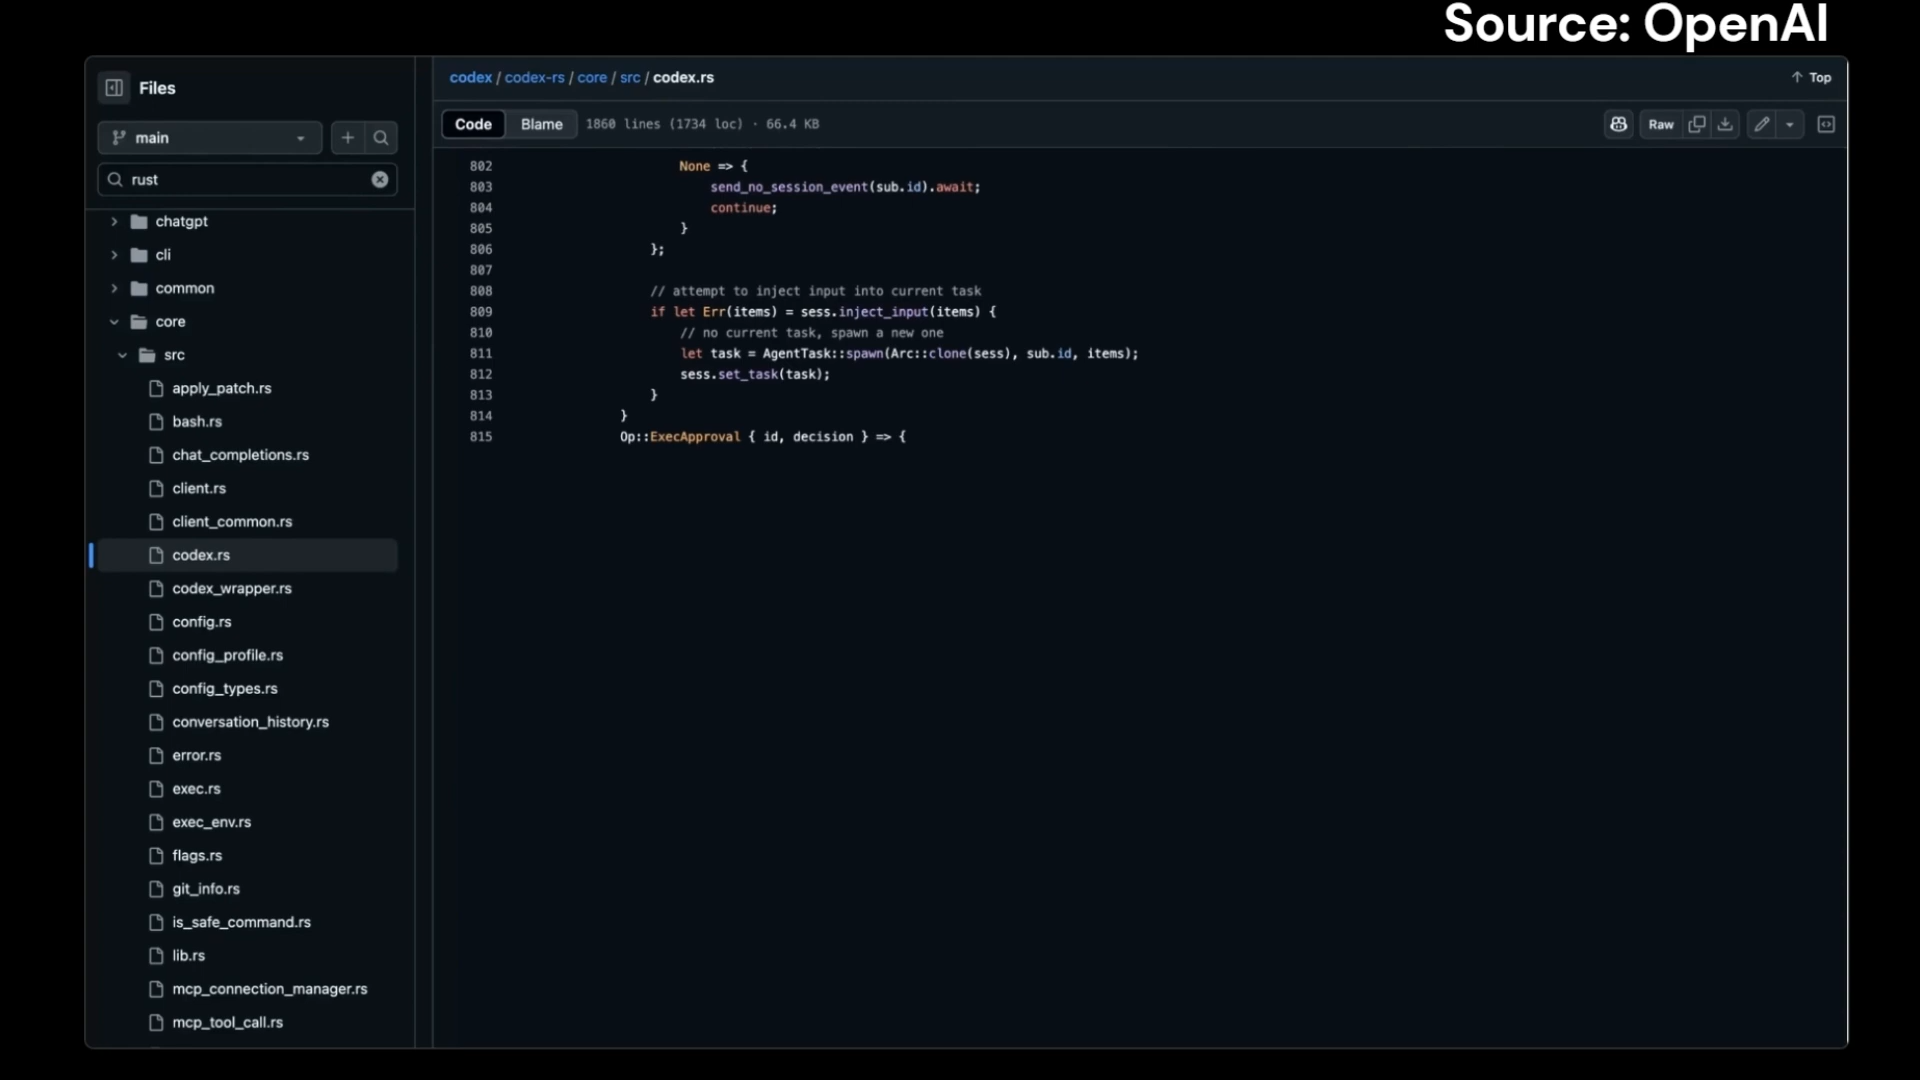 Source: OpenAI
Files
main
rust
chatgpt
cli
common
core
src
apply_patch.rs
bash.rs
chat_completions.rs
client.rs
client_common.rs
codex.rs
codex_wrapper.rs
config.rs
config_profile.rs
config_types.rs
conversation_history.rs
error.rs
exec.rs
exec_env.rs
flags.rs
git_info.rs
is_safe_command.rs
lib.rs
mcp_connection_manager.rs
mcp_tool_call.rs
codex / codex-rs / core / src / codex.rs
Top
Code Blame 1860 lines (1734 loc) · 66.4 KB
Raw
802 None => {
803 send_no_session_event(sub.id).await;
804 continue;
805 }
806 };
807
808 // attempt to inject input into current task
809 if let Err(items) = sess.inject_input(items) {
810 // no current task, spawn a new one
811 let task = AgentTask::spawn(Arc::clone(sess), sub.id, items);
812 sess.set_task(task);
813 }
814 }
815 Op::ExecApproval { id, decision } => {